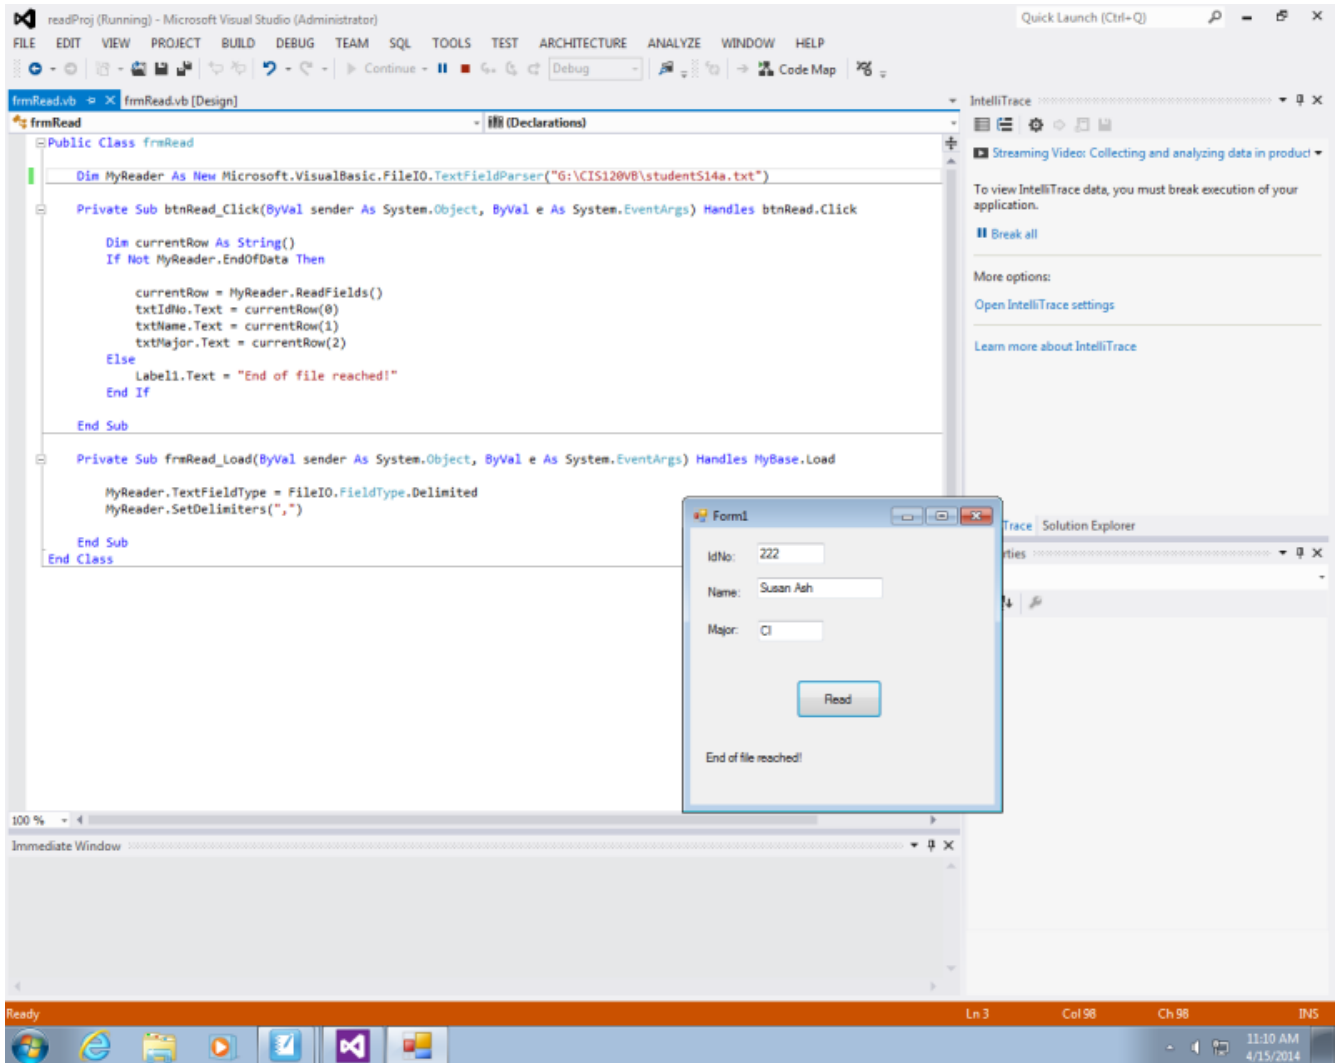 readProj (Running) - Microsoft Visual Studio (Administrator)
Quick Launch (Ctrl+Q)
FILE EDIT VIEW PROJECT BUILD DEBUG TEAM SQL TOOLS TEST ARCHITECTURE ANALYZE WINDOW HELP
Continue Debug Code Map
frmRead.vb frmRead.vb [Design]
frmRead (Declarations)
Public Class frmRead
Dim MyReader As New Microsoft.VisualBasic.FileIO.TextFieldParser("G:\CIS120VB\studentS14a.txt")
Private Sub btnRead_Click(ByVal sender As System.Object, ByVal e As System.EventArgs) Handles btnRead.Click
Dim currentRow As String()
If Not MyReader.EndOfData Then
currentRow = MyReader.ReadFields()
txtIdNo.Text = currentRow(0)
txtName.Text = currentRow(1)
txtMajor.Text = currentRow(2)
Else
Label1.Text = "End of file reached!"
End If
End Sub
Private Sub frmRead_Load(ByVal sender As System.Object, ByVal e As System.EventArgs) Handles MyBase.Load
MyReader.TextFieldType = FileIO.FieldType.Delimited
MyReader.SetDelimiters(",")
End Sub
End Class
100 %
Immediate Window
IntelliTrace
Streaming Video: Collecting and analyzing data in product
To view IntelliTrace data, you must break execution of your
application.
Break all
More options:
Open IntelliTrace settings
Learn more about IntelliTrace
Trace Solution Explorer
rties
Form1
IdNo: 222
Name: Susan Ash
Major: CI
Read
End of file reached!
Ready Ln 3 Col 98 Ch 98 INS
11:10 AM
4/15/2014